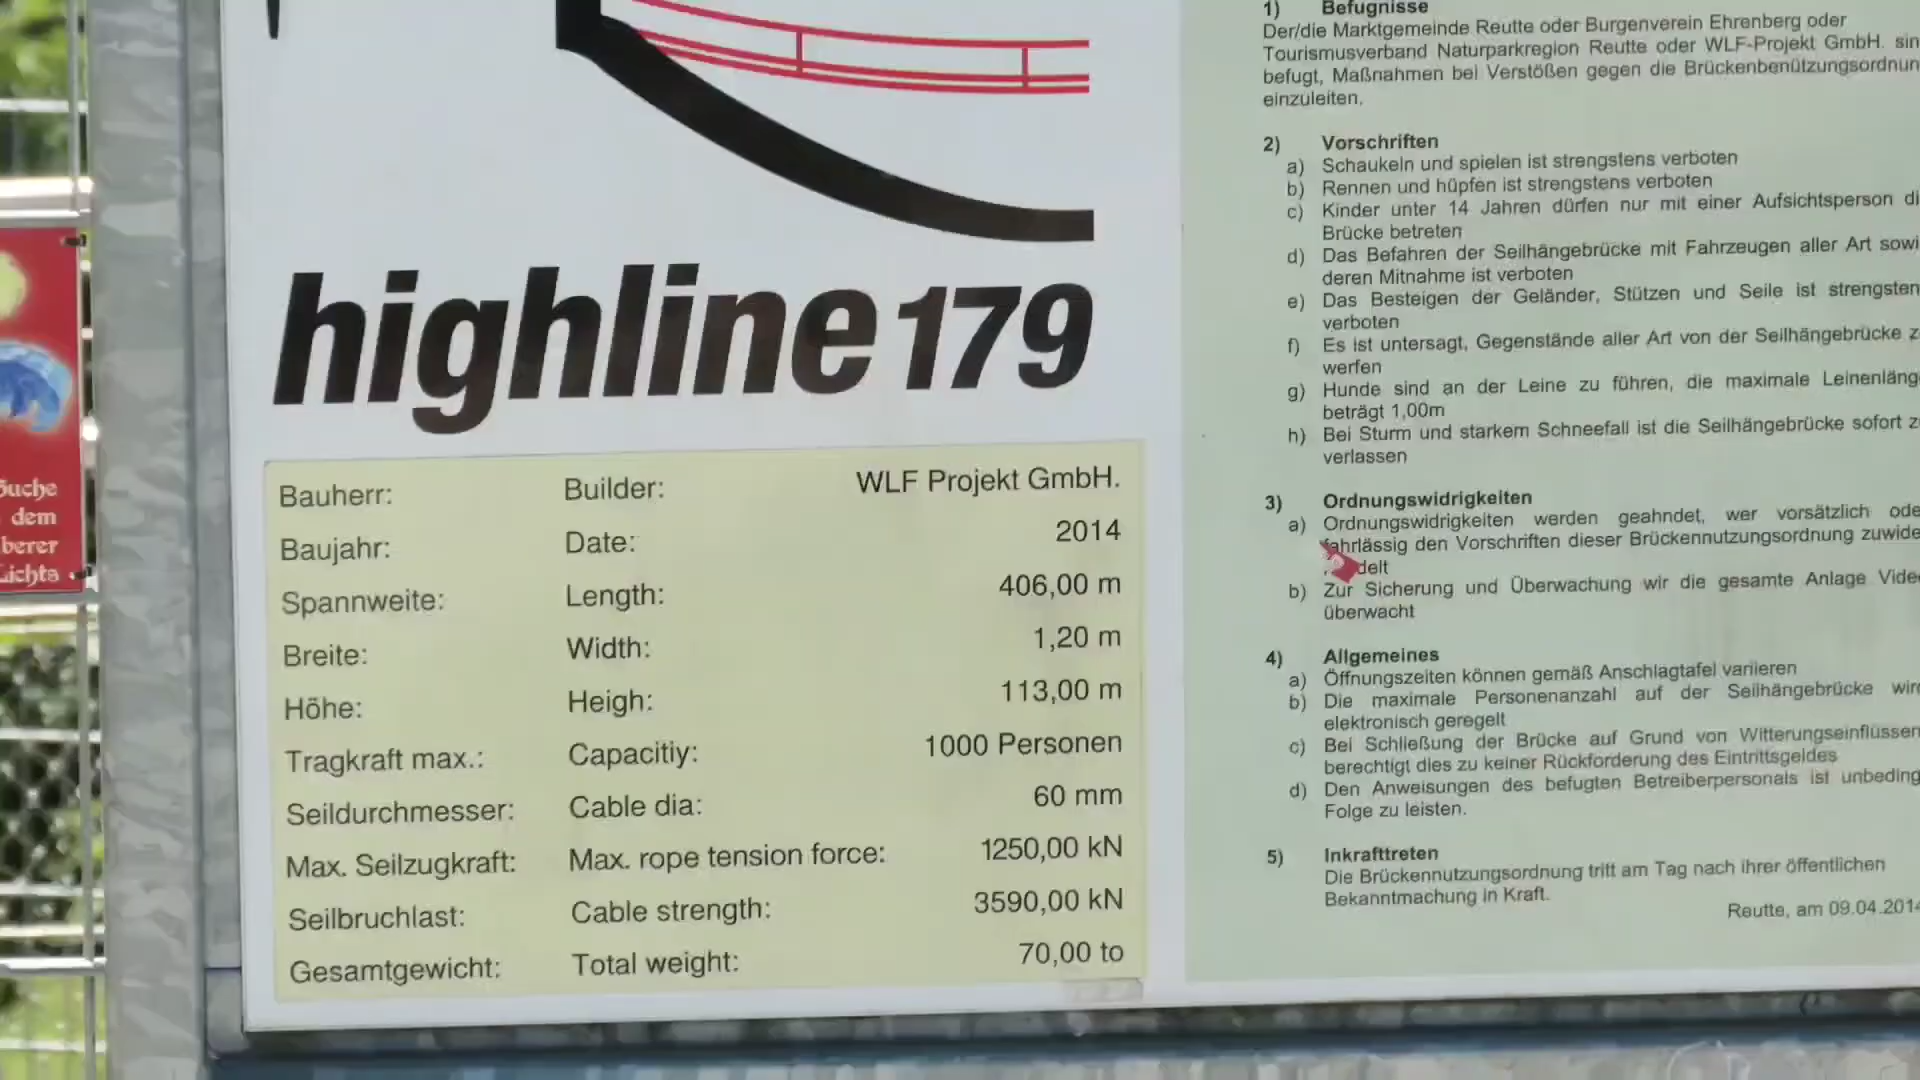 highline179
Bauherr: Builder: WLF Projekt GmbH.
Baujahr: Date: 2014
Spannweite: Length: 406,00 m
Breite: Width: 1,20 m
Höhe: Heigh: 113,00 m
Tragkraft max.: Capacitiy: 1000 Personen
Seildurchmesser: Cable dia: 60 mm
Max. Seilzugkraft: Max. rope tension force: 1250,00 kN
Seilbruchlast: Cable strength: 3590,00 kN
Gesamtgewicht: Total weight: 70,00 to
1) Befugnisse
Der/die Marktgemeinde Reutte oder Burgenverein Ehrenberg oder
Tourismusverband Naturparkregion Reutte oder WLF-Projekt GmbH. sin
befugt, Maßnahmen bei Verstößen gegen die Brückenbenützungsordnun
einzuleiten.
2) Vorschriften
a) Schaukeln und spielen ist strengstens verboten
b) Rennen und hüpfen ist strengstens verboten
c) Kinder unter 14 Jahren dürfen nur mit einer Aufsichtsperson di
Brücke betreten
d) Das Befahren der Seilhängebrücke mit Fahrzeugen aller Art sowi
deren Mitnahme ist verboten
e) Das Besteigen der Geländer, Stützen und Seile ist strengsten
verboten
f) Es ist untersagt, Gegenstände aller Art von der Seilhängebrücke z
werfen
g) Hunde sind an der Leine zu führen, die maximale Leinenläng
beträgt 1,00m
h) Bei Sturm und starkem Schneefall ist die Seilhängebrücke sofort z
verlassen
3) Ordnungswidrigkeiten
a) Ordnungswidrigkeiten werden geahndet, wer vorsätzlich ode
fahrlässig den Vorschriften dieser Brückennutzungsordnung zuwide
delt
b) Zur Sicherung und Überwachung wir die gesamte Anlage Vide
überwacht
4) Allgemeines
a) Öffnungszeiten können gemäß Anschlagtafel variieren
b) Die maximale Personenanzahl auf der Seilhängebrücke wird
elektronisch geregelt
c) Bei Schließung der Brücke auf Grund von Witterungseinflüssen
berechtigt dies zu keiner Rückforderung des Eintrittsgeldes
d) Den Anweisungen des befugten Betreiberpersonals ist unbeding
Folge zu leisten.
5) Inkrafttreten
Die Brückennutzungsordnung tritt am Tag nach ihrer öffentlichen
Bekanntmachung in Kraft.
Reutte, am 09.04.2014
Suche
dem
berer
Lichts